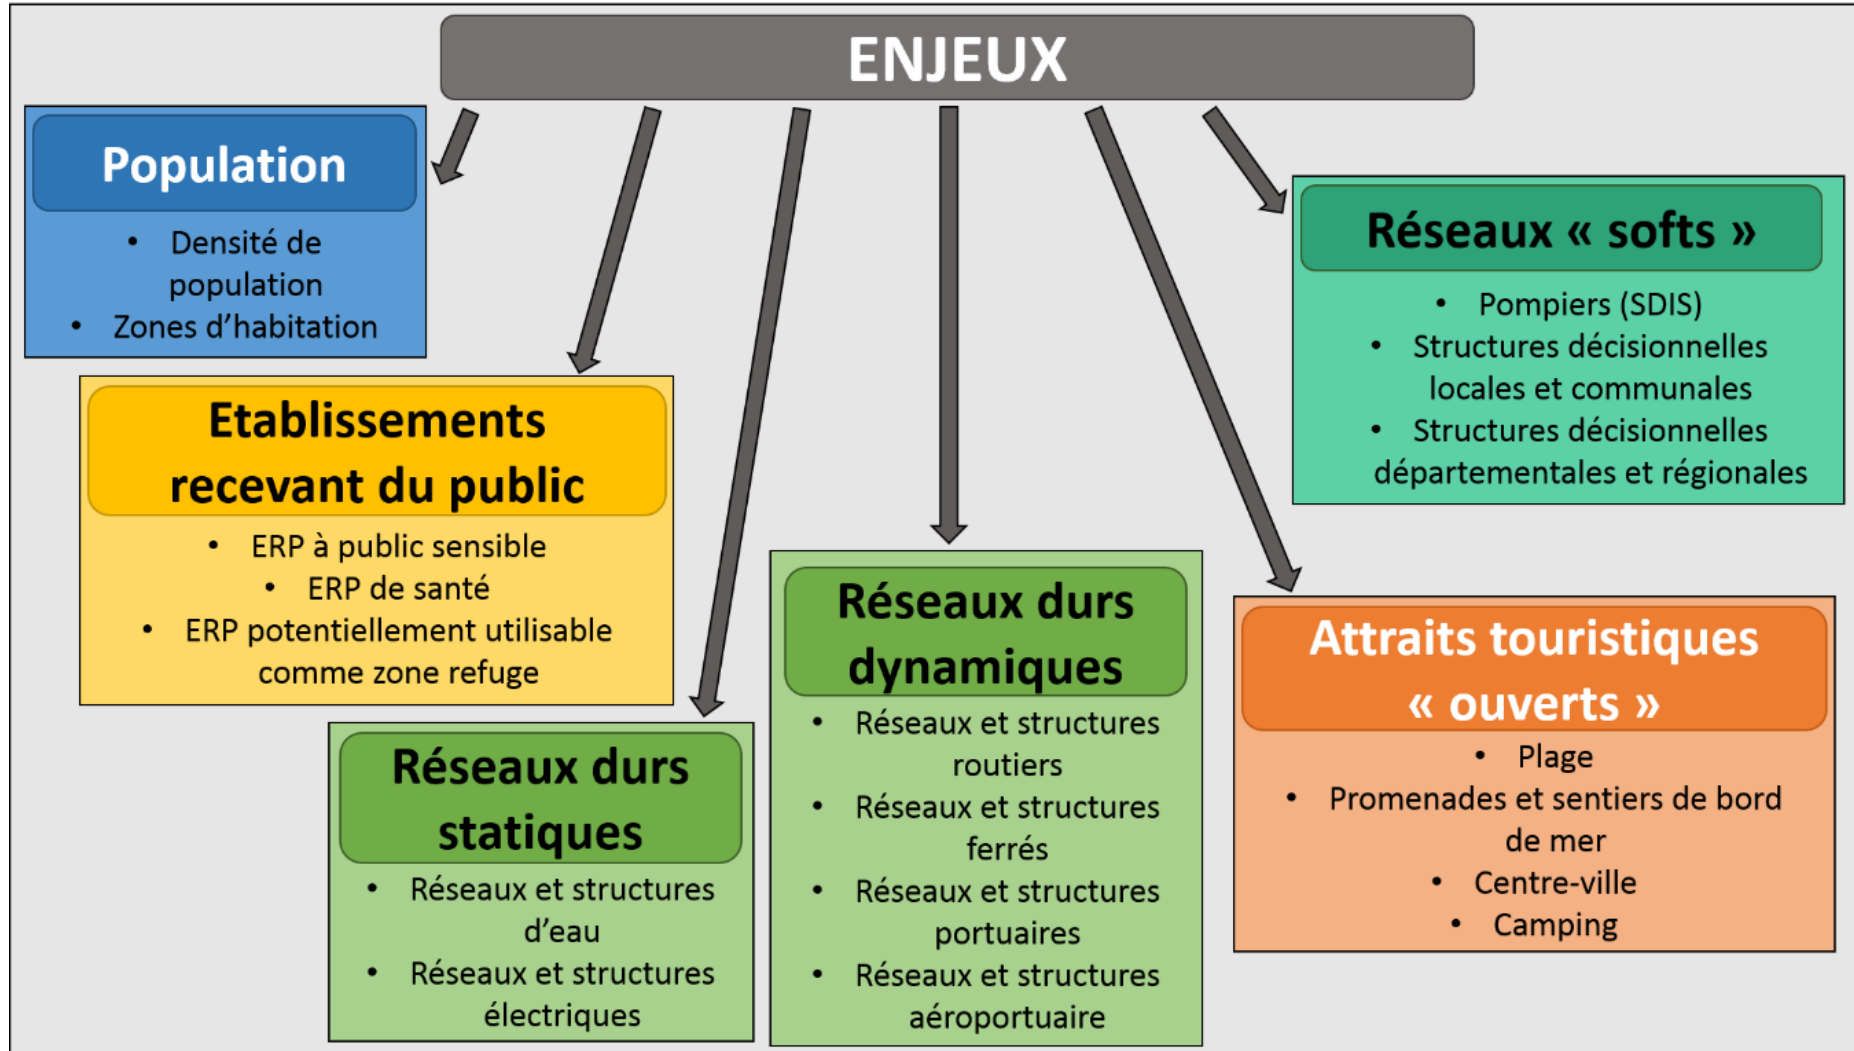 ENJEUX
Population
• Densité de
population
• Zones d'habitation
Etablissements
recevant du public
• ERP à public sensible
• ERP de santé
• ERP potentiellement utilisable
comme zone refuge
Réseaux durs
statiques
• Réseaux et structures
d'eau
• Réseaux et structures
électriques
Réseaux durs
dynamiques
• Réseaux et structures
routiers
• Réseaux et structures
ferrés
• Réseaux et structures
portuaires
• Réseaux et structures
aéroportuaire
Attraits touristiques
« ouverts »
• Plage
• Promenades et sentiers de bord
de mer
• Centre-ville
• Camping
Réseaux « softs »
• Pompiers (SDIS)
• Structures décisionnelles
locales et communales
• Structures décisionnelles
départementales et régionales